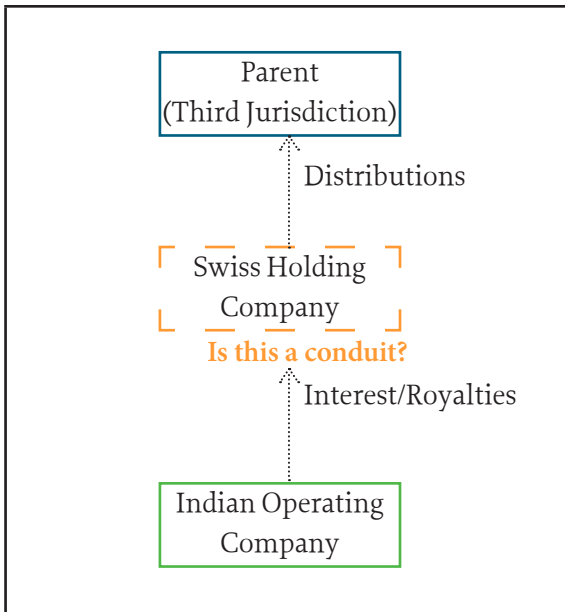 Parent
(Third Jurisdiction)
Distributions
Swiss Holding
Company
Is this a conduit?
Interest/Royalties
Indian Operating
Company